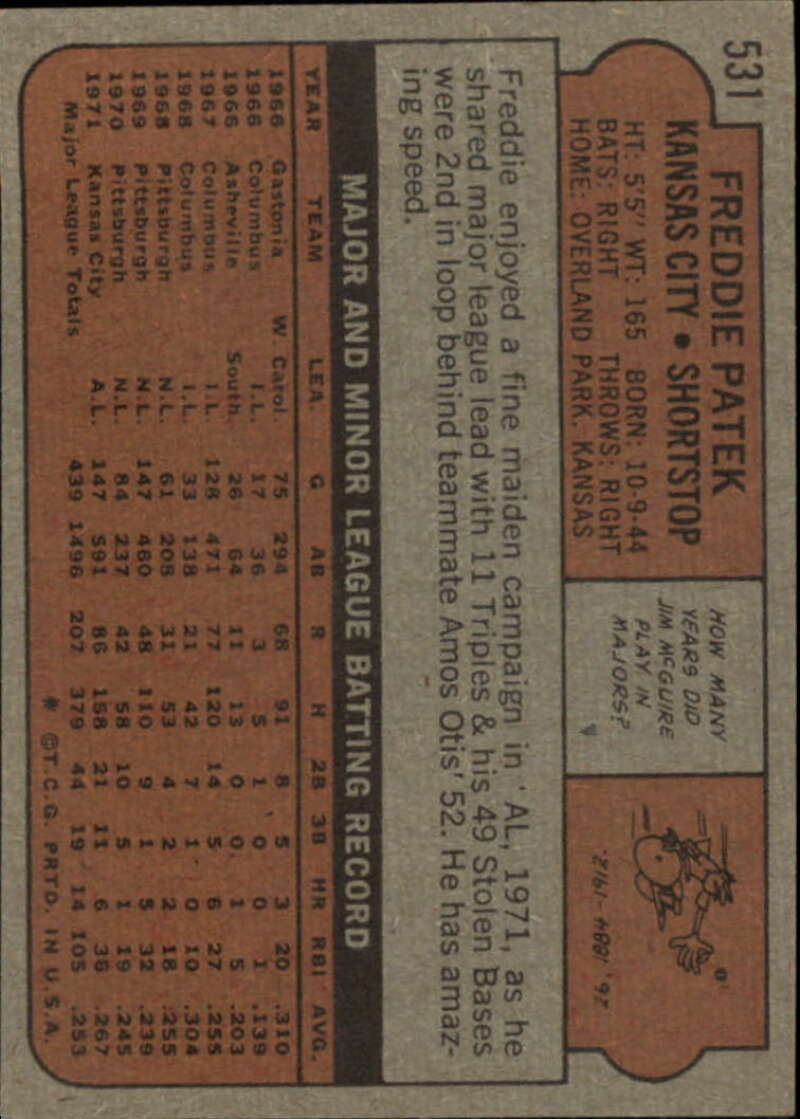 531
FREDDIE PATEK
KANSAS CITY • SHORTSTOP
HT: 5'5" WT: 165 BORN: 10-9-44
BATS: RIGHT THROWS: RIGHT
HOME: OVERLAND PARK, KANSAS
HOW MANY
YEARS DID
JIM McGUIRE
PLAY IN
MAJORS?
26, 1884-1912.
Freddie enjoyed a fine maiden campaign in AL, 1971, as he
shared major league lead with 11 Triples & his 49 Stolen Bases
were 2nd in loop behind teammate Amos Otis' 52. He has amaz-
ing speed.
MAJOR AND MINOR LEAGUE BATTING RECORD
YEAR TEAM LEA. G AB R H 2B 3B HR RBI AVG.
1966 Gastonia W. Carol. 75 294 68 91 8 5 3 20 .310
1966 Columbus I.L. 17 36 3 5 1 0 0 1 .139
1966 Asheville South. 26 64 11 13 0 0 1 5 .203
1967 Columbus I.L. 128 471 77 120 14 5 6 27 .255
1968 Columbus I.L. 33 138 21 42 7 1 0 10 .304
1968 Pittsburgh N.L. 61 208 31 53 4 2 2 18 .255
1969 Pittsburgh N.L. 147 460 48 110 9 1 5 32 .239
1970 Pittsburgh N.L. 84 237 42 58 10 5 1 19 .245
1971 Kansas City A.L. 147 591 86 158 21 11 6 36 .267
Major League Totals 439 1496 207 379 44 19 14 105 .253
* ©T.C.G. PRTD. IN U.S.A.